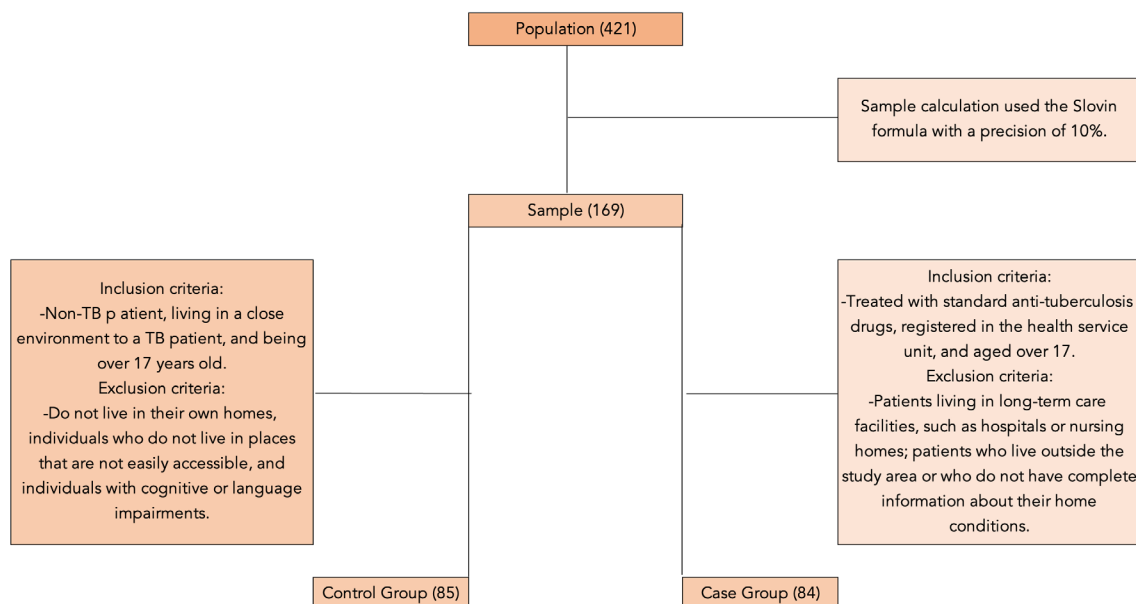 Population (421)
Sample calculation used the Slovin
formula with a precision of 10%.
Sample (169)
Inclusion criteria:
-Non-TB p atient, living in a close
environment to a TB patient, and being
over 17 years old.
Exclusion criteria:
-Do not live in their own homes,
individuals who do not live in places
that are not easily accessible, and
individuals with cognitive or language
impairments.
Inclusion criteria:
-Treated with standard anti-tuberculosis
drugs, registered in the health service
unit, and aged over 17.
Exclusion criteria:
-Patients living in long-term care
facilities, such as hospitals or nursing
homes; patients who live outside the
study area or who do not have complete
information about their home
conditions.
Control Group (85)
Case Group (84)